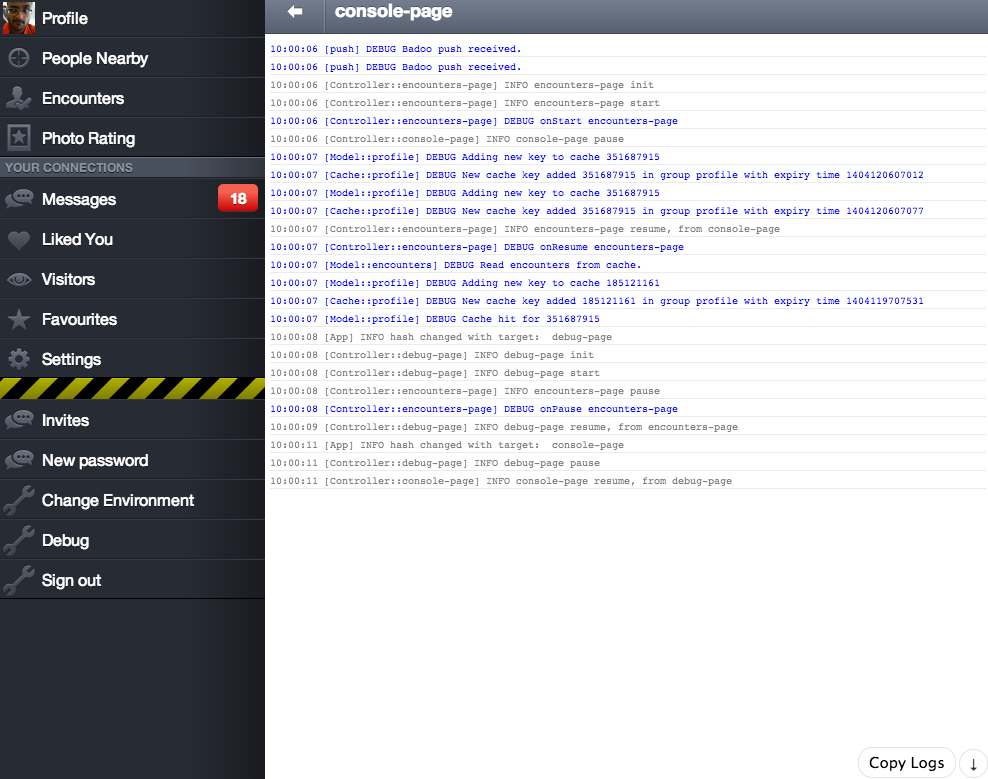 Profile
People Nearby
Encounters
Photo Rating
YOUR CONNECTIONS
Messages 18
Liked You
Visitors
Favourites
Settings
Invites
New password
Change Environment
Debug
Sign out
console-page
10:00:06 [push] DEBUG Badoo push received.
10:00:06 [push] DEBUG Badoo push received.
10:00:06 [Controller::encounters-page] INFO encounters-page init
10:00:06 [Controller::encounters-page] INFO encounters-page start
10:00:06 [Controller::encounters-page] DEBUG onStart encounters-page
10:00:06 [Controller::console-page] INFO console-page pause
10:00:07 [Model::profile] DEBUG Adding new key to cache 351687915
10:00:07 [Cache::profile] DEBUG New cache key added 351687915 in group profile with expiry time 1404120607012
10:00:07 [Model::profile] DEBUG Adding new key to cache 351687915
10:00:07 [Cache::profile] DEBUG New cache key added 351687915 in group profile with expiry time 1404120607077
10:00:07 [Controller::encounters-page] INFO encounters-page resume, from console-page
10:00:07 [Controller::encounters-page] DEBUG onResume encounters-page
10:00:07 [Model::encounters] DEBUG Read encounters from cache.
10:00:07 [Model::profile] DEBUG Adding new key to cache 185121161
10:00:07 [Cache::profile] DEBUG New cache key added 185121161 in group profile with expiry time 1404119707531
10:00:07 [Model::profile] DEBUG Cache hit for 351687915
10:00:08 [App] INFO hash changed with target:  debug-page
10:00:08 [Controller::debug-page] INFO debug-page init
10:00:08 [Controller::debug-page] INFO debug-page start
10:00:08 [Controller::encounters-page] INFO encounters-page pause
10:00:08 [Controller::encounters-page] DEBUG onPause encounters-page
10:00:09 [Controller::debug-page] INFO debug-page resume, from encounters-page
10:00:11 [App] INFO hash changed with target:  console-page
10:00:11 [Controller::debug-page] INFO debug-page pause
10:00:11 [Controller::console-page] INFO console-page resume, from debug-page
Copy Logs ↓